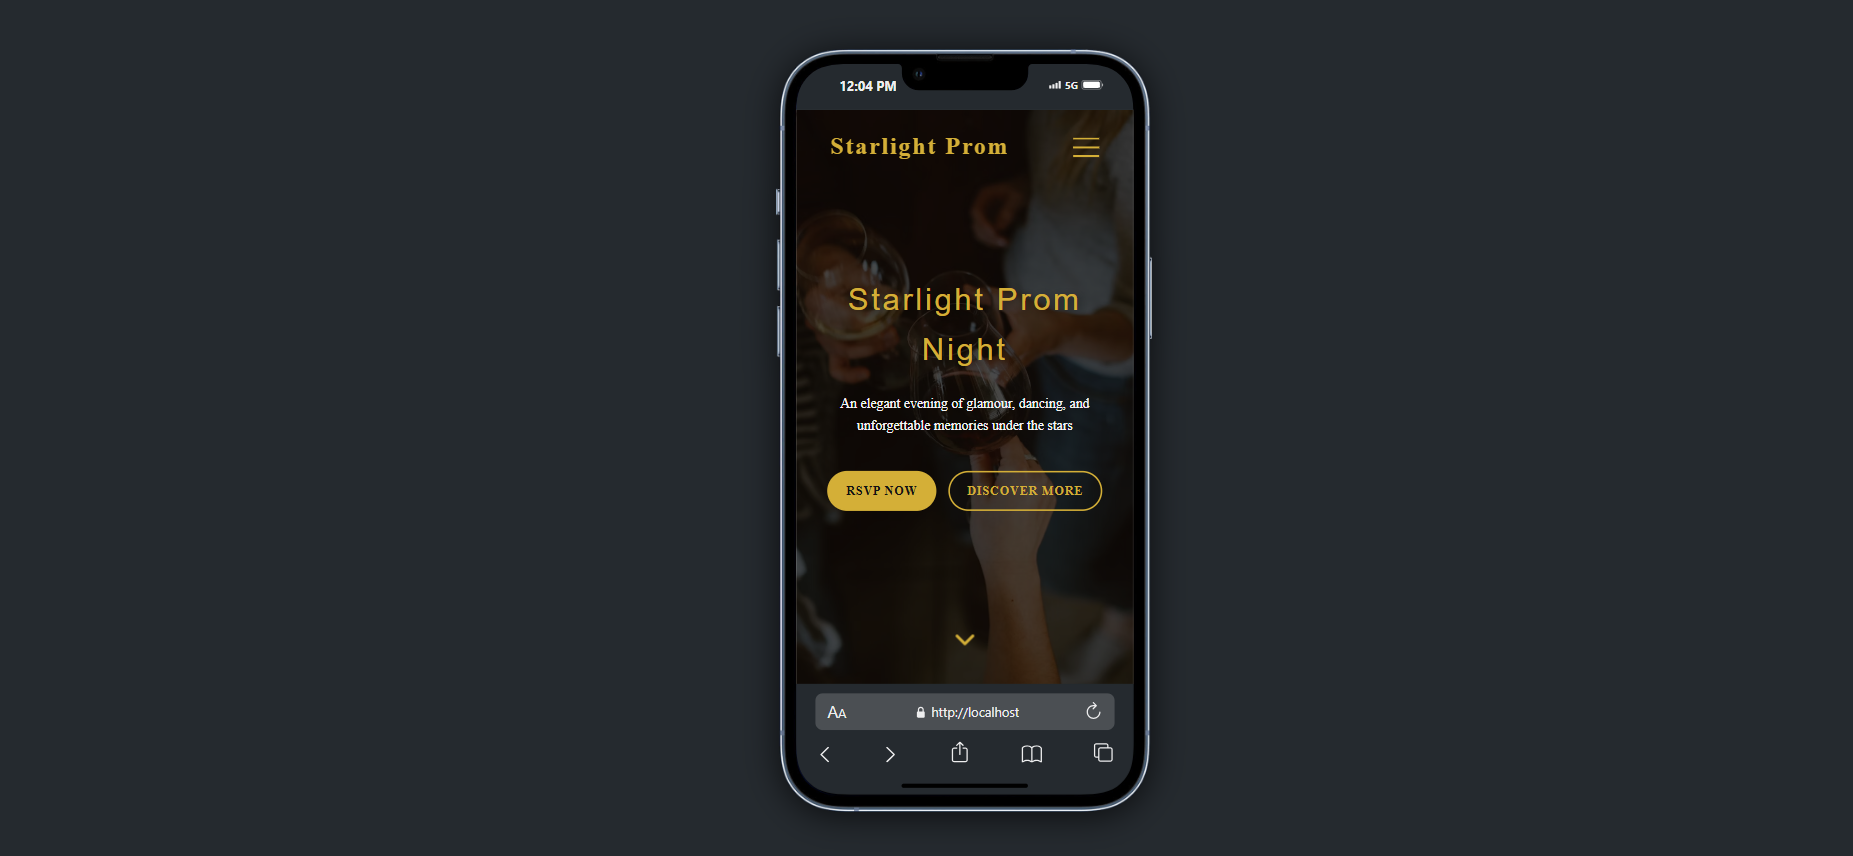 12:04 PM
5G
Starlight Prom
Starlight Prom
Night
An elegant evening of glamour, dancing, and
unforgettable memories under the stars
RSVP NOW
DISCOVER MORE
AA
http://localhost